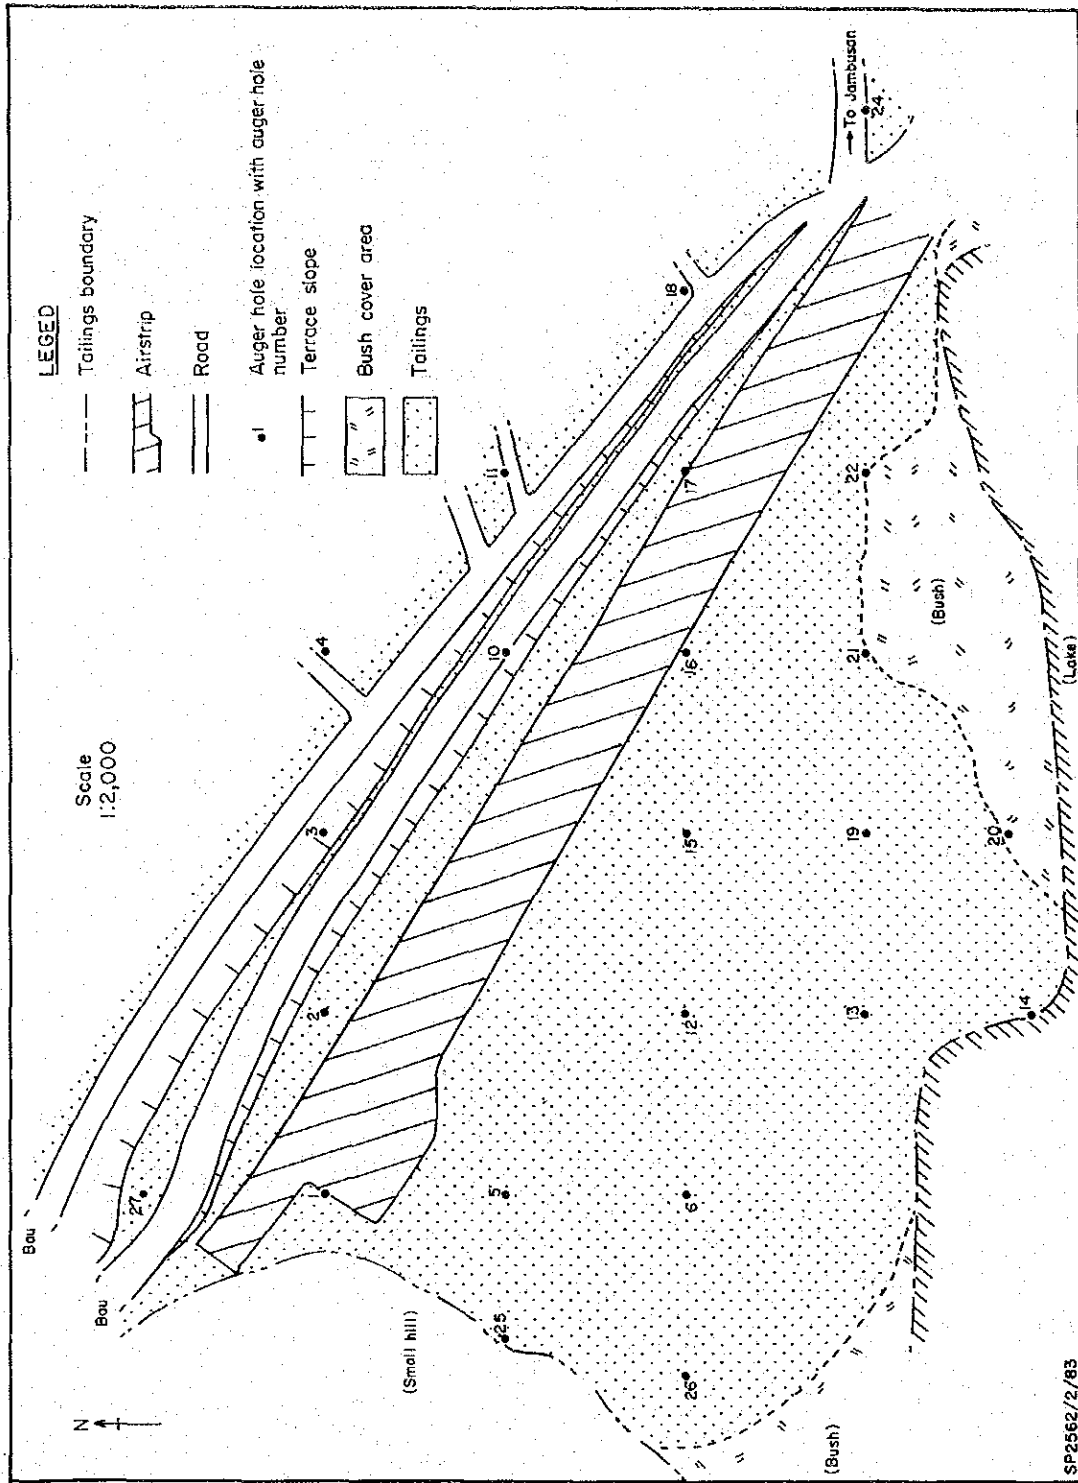 LEGED
Tailings boundary
Airstrip
Road
1
Auger hole location with auger hole
number
Terrace slope
Bush cover area
Tailings
Scale
1:2,000
N
Bau
Bau
27
1
2
3
4
(Small hill)
25
5
10
11
26
6
12
15
16
17
18
13
19
21
22
→ To Jambusan
24
(Bush)
14
20
(Bush)
(Lake)
SP2562/2/83